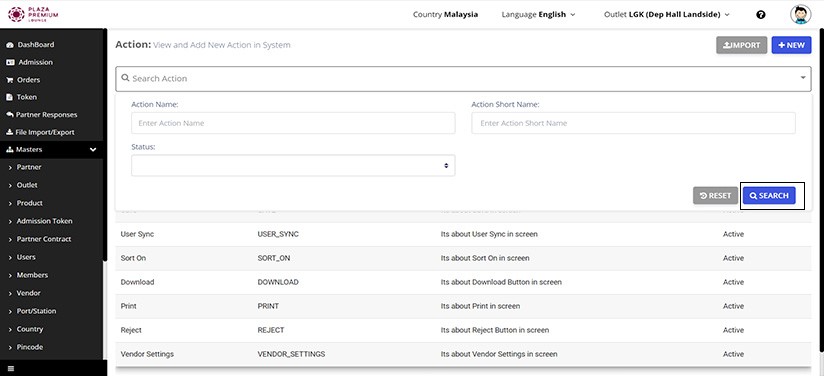 PLAZA
PREMIUM
LOUNGE
Country Malaysia
Language English
Outlet LGK (Dep Hall Landside)
DashBoard
Admission
Orders
Token
Partner Responses
File Import/Export
Masters
Partner
Outlet
Product
Admission Token
Partner Contract
Users
Members
Vendor
Port/Station
Country
Pincode
Action: View and Add New Action in System
IMPORT
+ NEW
Search Action
Action Name:
Action Short Name:
Enter Action Name
Enter Action Short Name
Status:
RESET
SEARCH
User Sync USER_SYNC Its about User Sync in screen Active
Sort On SORT_ON Its about Sort On in screen Active
Download DOWNLOAD Its about Download Button in screen Active
Print PRINT Its about Print in screen Active
Reject REJECT Its about Reject Button in screen Active
Vendor Settings VENDOR_SETTINGS Its about Vendor Settings in screen Active